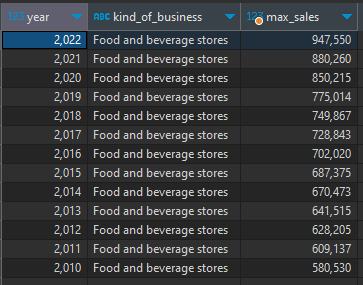 123 year ABC kind_of_business 123 max_sales
2,022 Food and beverage stores 947,550
2,021 Food and beverage stores 880,260
2,020 Food and beverage stores 850,215
2,019 Food and beverage stores 775,014
2,018 Food and beverage stores 749,867
2,017 Food and beverage stores 728,843
2,016 Food and beverage stores 702,020
2,015 Food and beverage stores 687,375
2,014 Food and beverage stores 670,473
2,013 Food and beverage stores 641,515
2,012 Food and beverage stores 628,205
2,011 Food and beverage stores 609,137
2,010 Food and beverage stores 580,530